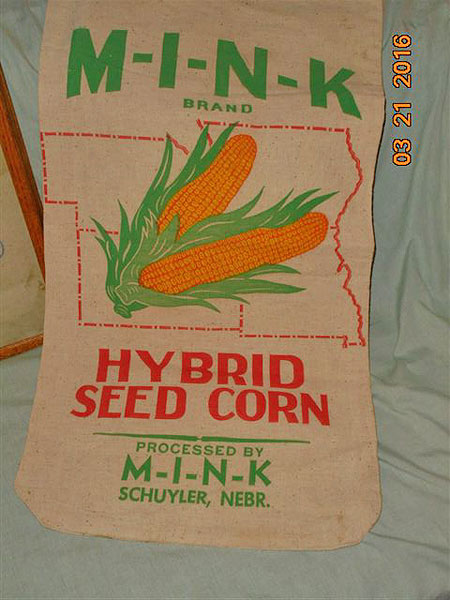 M-I-N-K
BRAND
HYBRID
SEED CORN
PROCESSED BY
M-I-N-K
SCHUYLER, NEBR.
03 21 2016